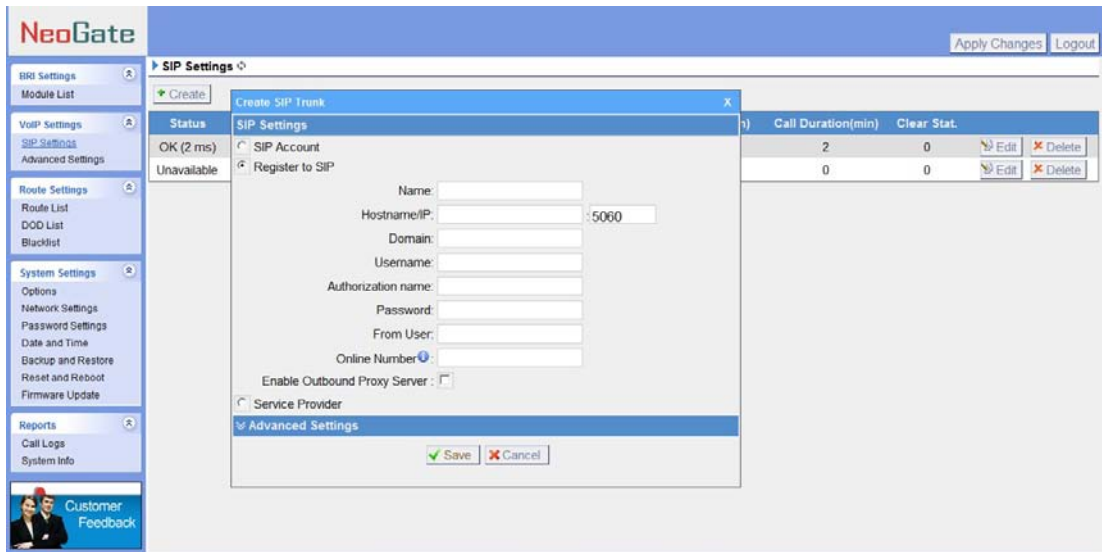 NeoGate
Apply Changes Logout
BRI Settings
Module List
VoIP Settings
SIP Settings
Advanced Settings
Route Settings
Route List
DOD List
Blacklist
System Settings
Options
Network Settings
Password Settings
Date and Time
Backup and Restore
Reset and Reboot
Firmware Update
Reports
Call Logs
System Info
Customer
Feedback
SIP Settings
Create
Status Call Duration(min) Clear Stat.
OK (2 ms) 2 0 Edit Delete
Unavailable 0 0 Edit Delete
Create SIP Trunk X
SIP Settings
SIP Account
Register to SIP
Name:
Hostname/IP: :5060
Domain:
Username:
Authorization name:
Password:
From User:
Online Number :
Enable Outbound Proxy Server :
Service Provider
Advanced Settings
Save Cancel